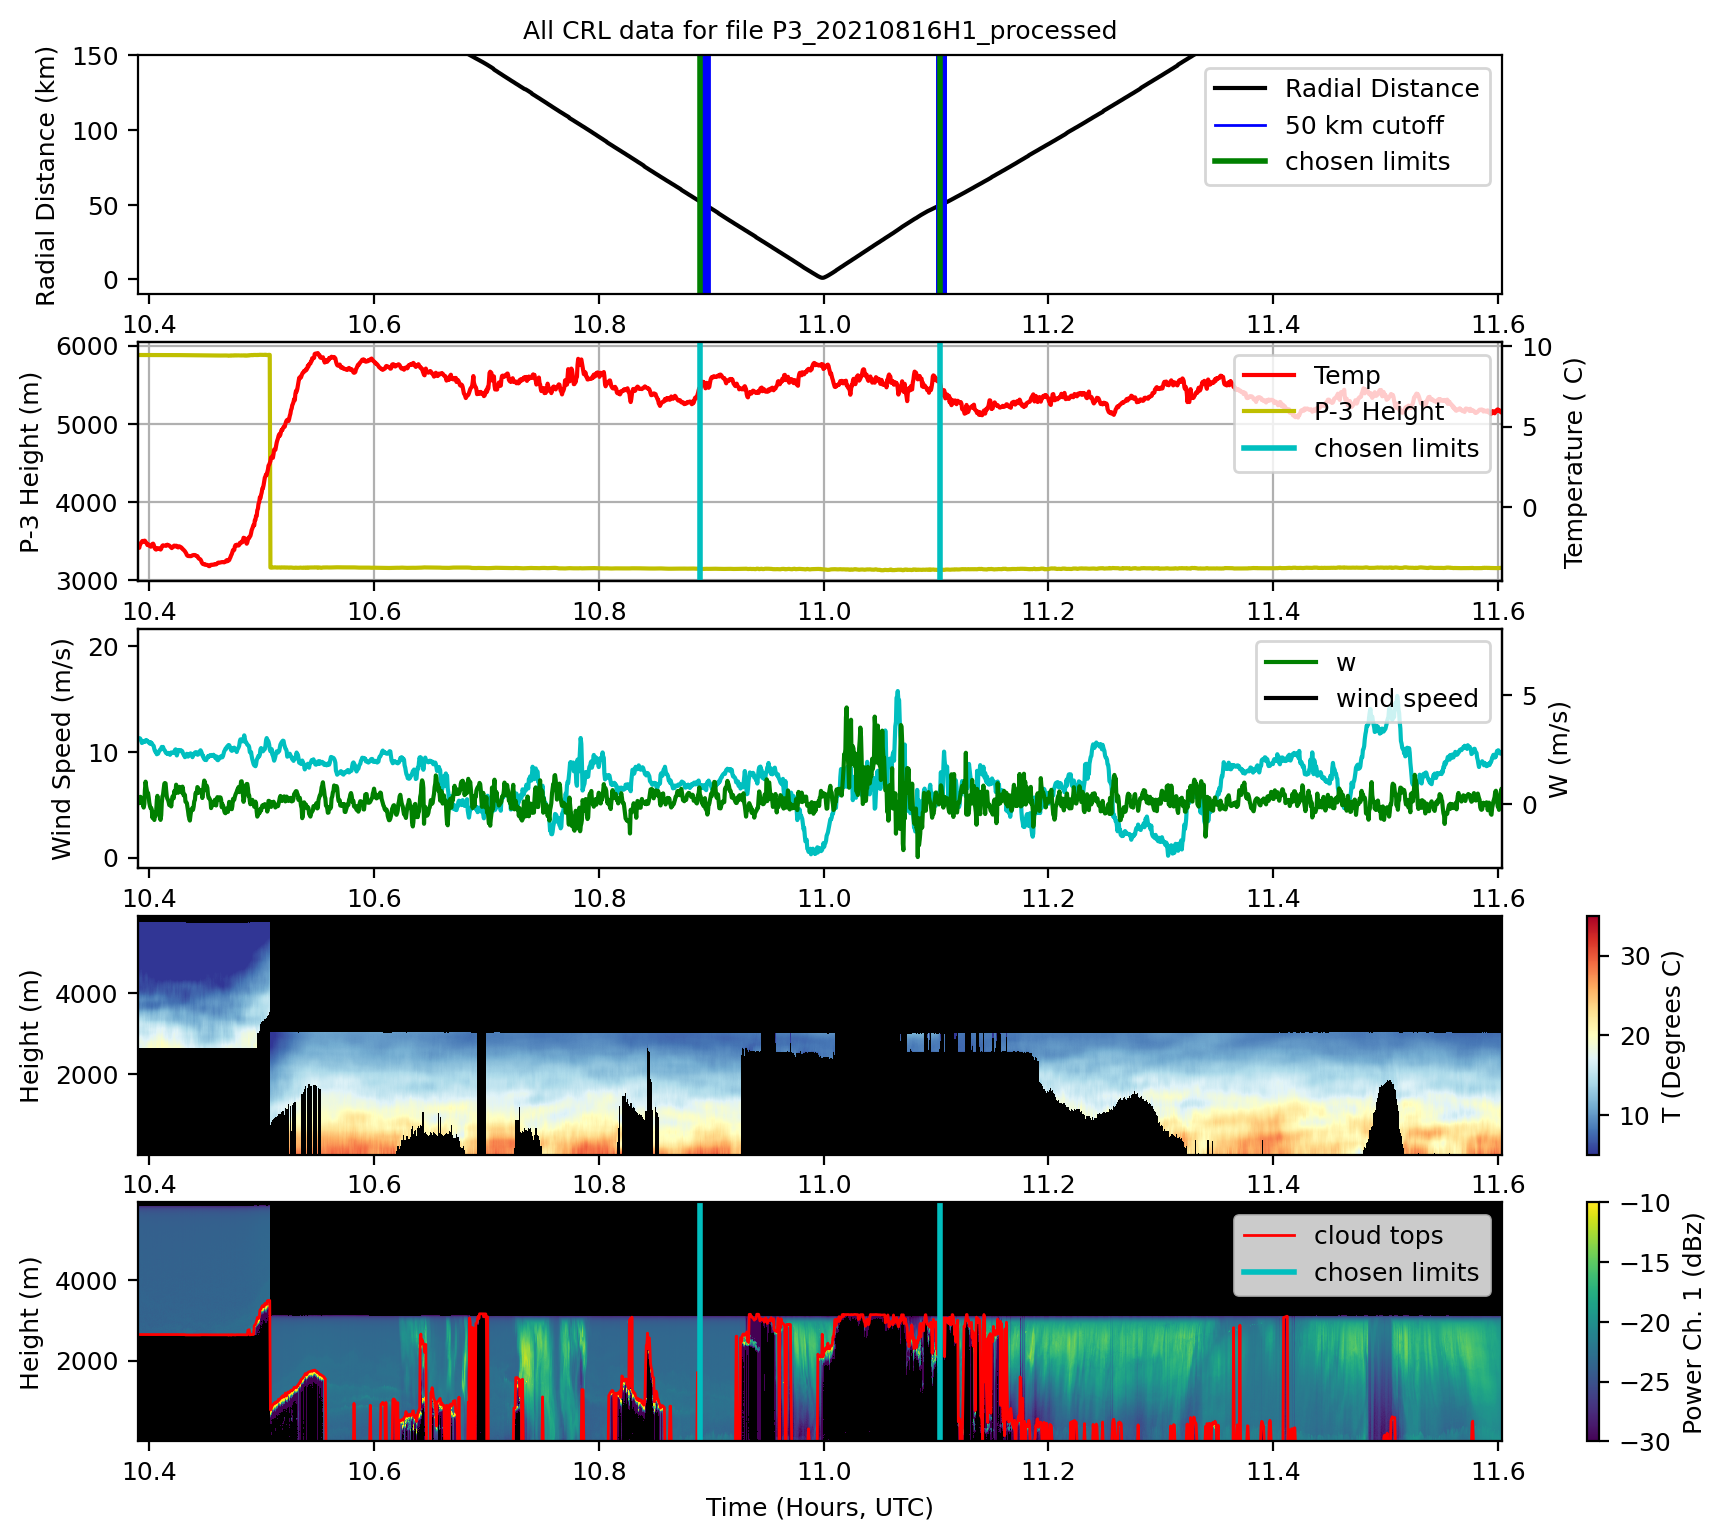 All CRL data for file P3_20210816H1_processed
Radial Distance (km)
150
100
50
0
Radial Distance
50 km cutoff
chosen limits
10.4 10.6 10.8 11.0 11.2 11.4 11.6
P-3 Height (m)
6000
5000
4000
3000
Temp
P-3 Height
chosen limits
10
5
0
Temperature ( C)
10.4 10.6 10.8 11.0 11.2 11.4 11.6
Wind Speed (m/s)
20
10
0
w
wind speed
5
0
W (m/s)
10.4 10.6 10.8 11.0 11.2 11.4 11.6
Height (m)
4000
2000
30
20
10
T (Degrees C)
10.4 10.6 10.8 11.0 11.2 11.4 11.6
Height (m)
4000
2000
cloud tops
chosen limits
−10
−15
−20
−25
−30
Power Ch. 1 (dBz)
10.4 10.6 10.8 11.0 11.2 11.4 11.6
Time (Hours, UTC)